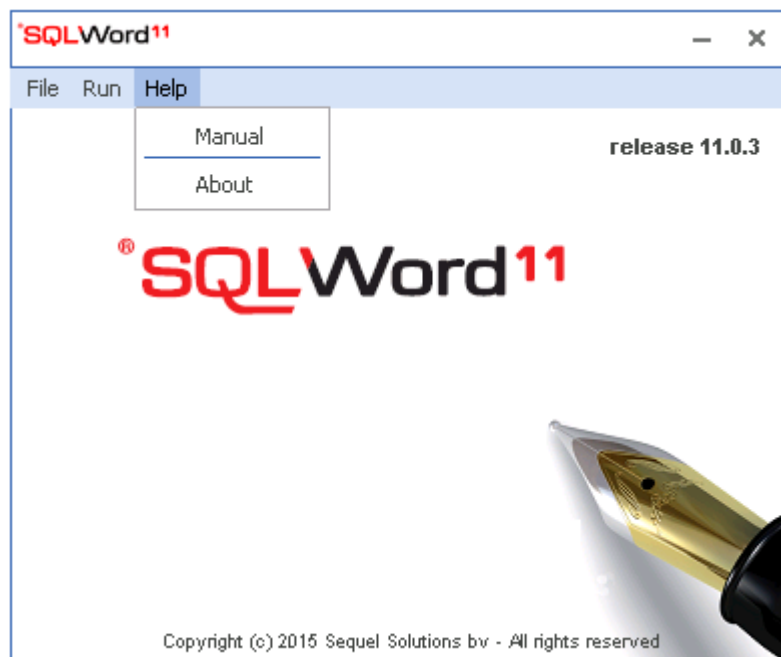 ®SQLWord11
File Run Help
Manual
About
release 11.0.3
®SQLWord11
Copyright (c) 2015 Sequel Solutions bv - All rights reserved